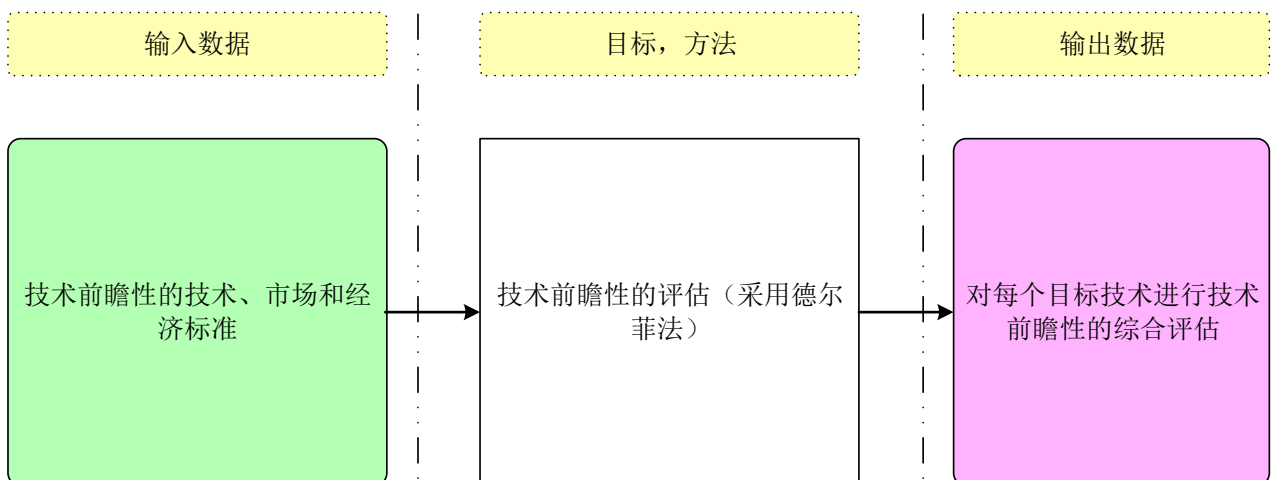 输入数据
目标，方法
输出数据
技术前瞻性的技术、市场和经
济标准
技术前瞻性的评估（采用德尔
菲法）
对每个目标技术进行技术
前瞻性的综合评估